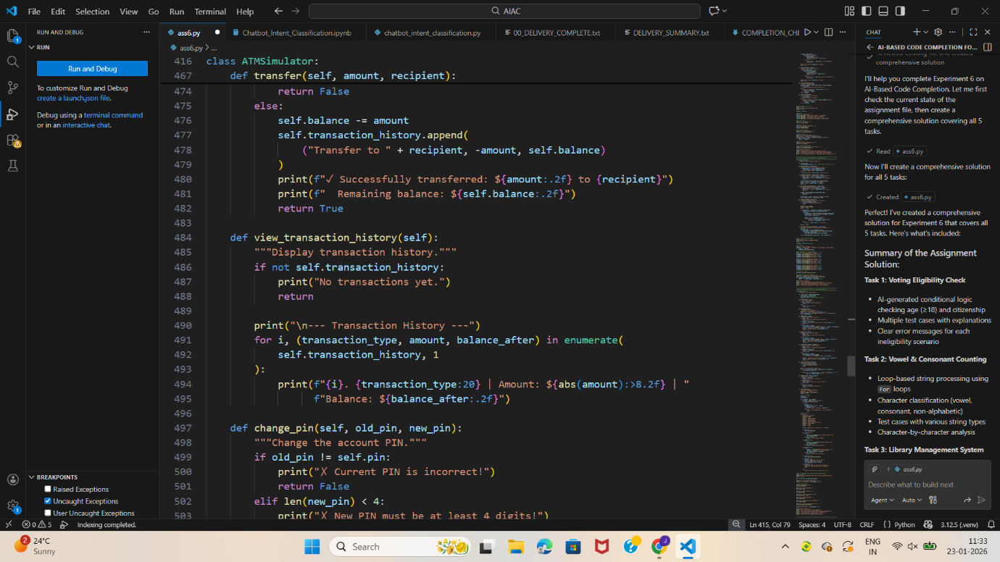 File Edit Selection View Go Run Terminal Help
AIAC
RUN AND DEBUG
RUN
Run and Debug
To customize Run and Debug
create a launch.json file.
Debug using a terminal command
or in an interactive chat.
BREAKPOINTS
Raised Exceptions
Uncaught Exceptions
User Uncaught Exceptions
ass6.py
Chatbot_Intent_Classification.ipynb
chatbot_intent_classification.py
00_DELIVERY_COMPLETE.txt
DELIVERY_SUMMARY.txt
COMPLETION_CHE
ass6.py > ...
416 class ATMSimulator:
467     def transfer(self, amount, recipient):
474             return False
475         else:
476             self.balance -= amount
477             self.transaction_history.append(
478                 ("Transfer to " + recipient, -amount, self.balance)
479             )
480             print(f"✓ Successfully transferred: ${amount:.2f} to {recipient}")
481             print(f"  Remaining balance: ${self.balance:.2f}")
482             return True
483
484     def view_transaction_history(self):
485         """Display transaction history."""
486         if not self.transaction_history:
487             print("No transactions yet.")
488             return
489
490         print("\n--- Transaction History ---")
491         for i, (transaction_type, amount, balance_after) in enumerate(
492             self.transaction_history, 1
493         ):
494             print(f"{i}. {transaction_type:20} | Amount: ${abs(amount):>8.2f} | "
495                   f"Balance: ${balance_after:.2f}")
496
497     def change_pin(self, old_pin, new_pin):
498         """Change the account PIN."""
499         if old_pin != self.pin:
500             print("✗ Current PIN is incorrect!")
501             return False
502         elif len(new_pin) < 4:
503             print("✗ New PIN must be at least 4 digits!")
CHAT
AI-BASED CODE COMPLETION FO...
Reviewed existing file and created
comprehensive solution
I'll help you complete Experiment 6 on
AI-Based Code Completion. Let me first
check the current state of the
assignment file, then create a
comprehensive solution covering all 5
tasks.
Read ass6.py
Now I'll create a comprehensive solution
for all 5 tasks:
Created ass6.py
Perfect! I've created a comprehensive
solution for Experiment 6 that covers all
5 tasks. Here's what's included:
Summary of the Assignment
Solution:
Task 1: Voting Eligibility Check
• AI-generated conditional logic
checking age (≥18) and citizenship
• Multiple test cases with explanations
• Clear error messages for each
ineligibility scenario
Task 2: Vowel & Consonant Counting
• Loop-based string processing using
for loops
• Character classification (vowel,
consonant, non-alphabetic)
• Test cases with various string types
• Character-by-character analysis
Task 3: Library Management System
ass6.py
Describe what to build next
Agent Auto
0 5 Indexing completed.
Ln 415, Col 79 Spaces: 4 UTF-8 CRLF { } Python 3.12.5 (.venv)
2
24°C
Sunny
Search
ENG
IN
11:33
23-01-2026